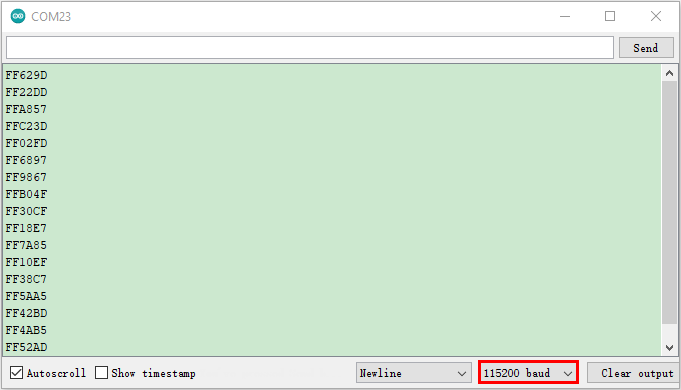 COM23
Send
FF629D
FF22DD
FFA857
FFC23D
FF02FD
FF6897
FF9867
FFB04F
FF30CF
FF18E7
FF7A85
FF10EF
FF38C7
FF5AA5
FF42BD
FF4AB5
FF52AD
Autoscroll Show timestamp Newline 115200 baud Clear output